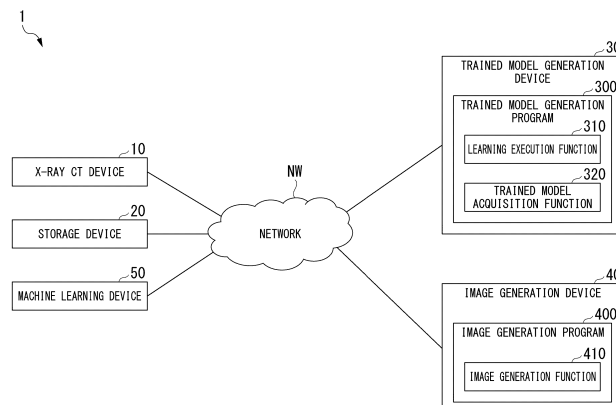 1
10
X-RAY CT DEVICE
20
STORAGE DEVICE
50
MACHINE LEARNING DEVICE
NW
NETWORK
30
TRAINED MODEL GENERATION
DEVICE
300
TRAINED MODEL GENERATION
PROGRAM
310
LEARNING EXECUTION FUNCTION
320
TRAINED MODEL
ACQUISITION FUNCTION
40
IMAGE GENERATION DEVICE
400
IMAGE GENERATION PROGRAM
410
IMAGE GENERATION FUNCTION